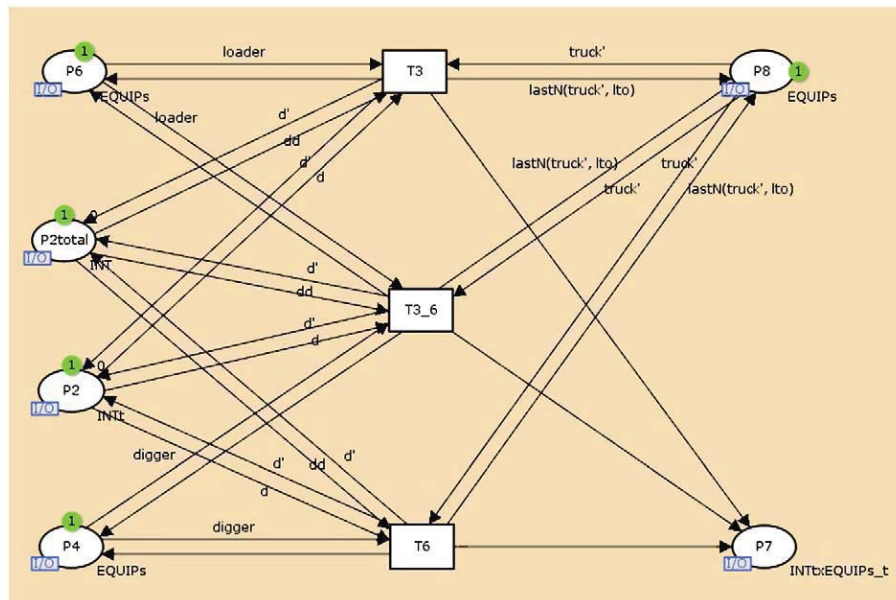 1
loader
truck'
P6
T3
P8
1
I/O
EQUIPs
lastN(truck', lto)
I/O
EQUIPs
loader
d'
dd
d'
d
lastN(truck', lto)
truck'
truck'
lastN(truck', lto)
1
0
P2total
I/O
INT
d'
dd
T3_6
d'
d
1
0
P2
I/O
INTt
digger
d'
dd
d
1
digger
P4
T6
P7
I/O
EQUIPs
I/O
INTtxEQUIPs_t